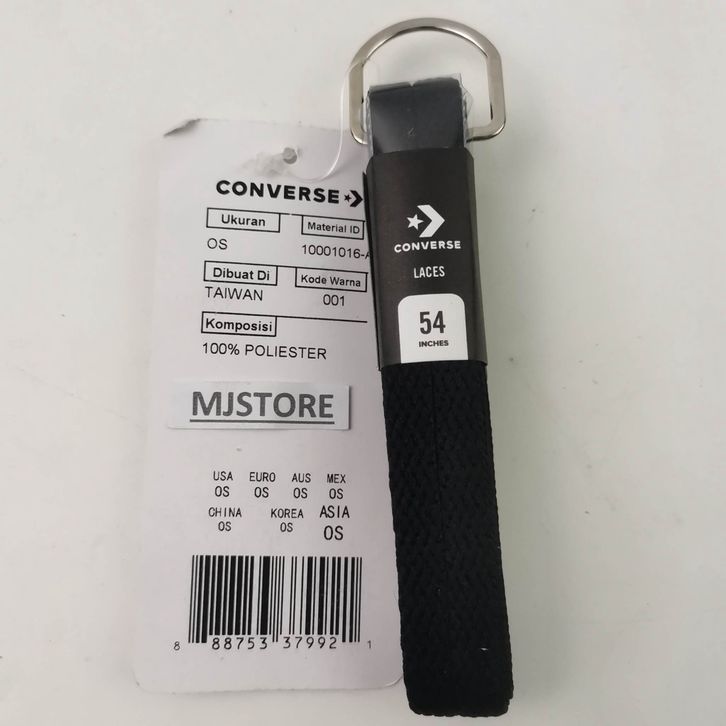 CONVERSE
Ukuran Material ID
OS 10001016-A
Dibuat Di Kode Warna
TAIWAN 001
Komposisi
100% POLIESTER
MJSTORE
USA EURO AUS MEX
OS OS OS OS
CHINA KOREA ASIA
OS OS OS
8 88753 37992 1
CONVERSE
LACES
54
INCHES